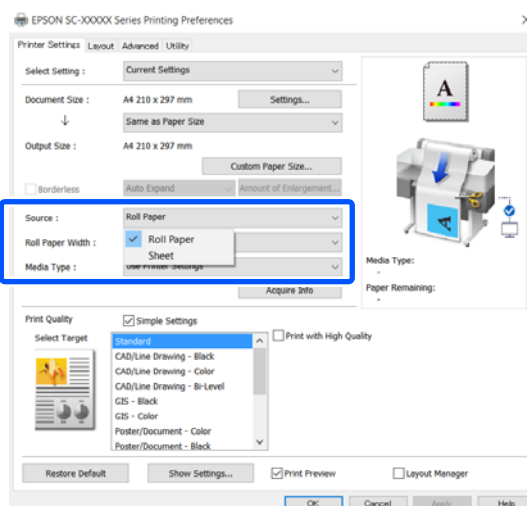 EPSON SC-XXXXX Series Printing Preferences
Printer Settings Layout Advanced Utility
Select Setting : Current Settings
Document Size : A4 210 x 297 mm Settings...
Same as Paper Size
Output Size : A4 210 x 297 mm
Custom Paper Size...
Borderless Auto Expand Amount of Enlargement...
Source : Roll Paper
Roll Paper Width : Roll Paper
Sheet
Media Type : Use Printer Settings
Acquire Info
A
A
Media Type:
-
Paper Remaining:
-
Print Quality Simple Settings
Select Target Standard Print with High Quality
CAD/Line Drawing - Black
CAD/Line Drawing - Color
CAD/Line Drawing - Bi-Level
GIS - Black
GIS - Color
Poster/Document - Color
Poster/Document - Black
Restore Default Show Settings... Print Preview Layout Manager
OK Cancel Apply Help